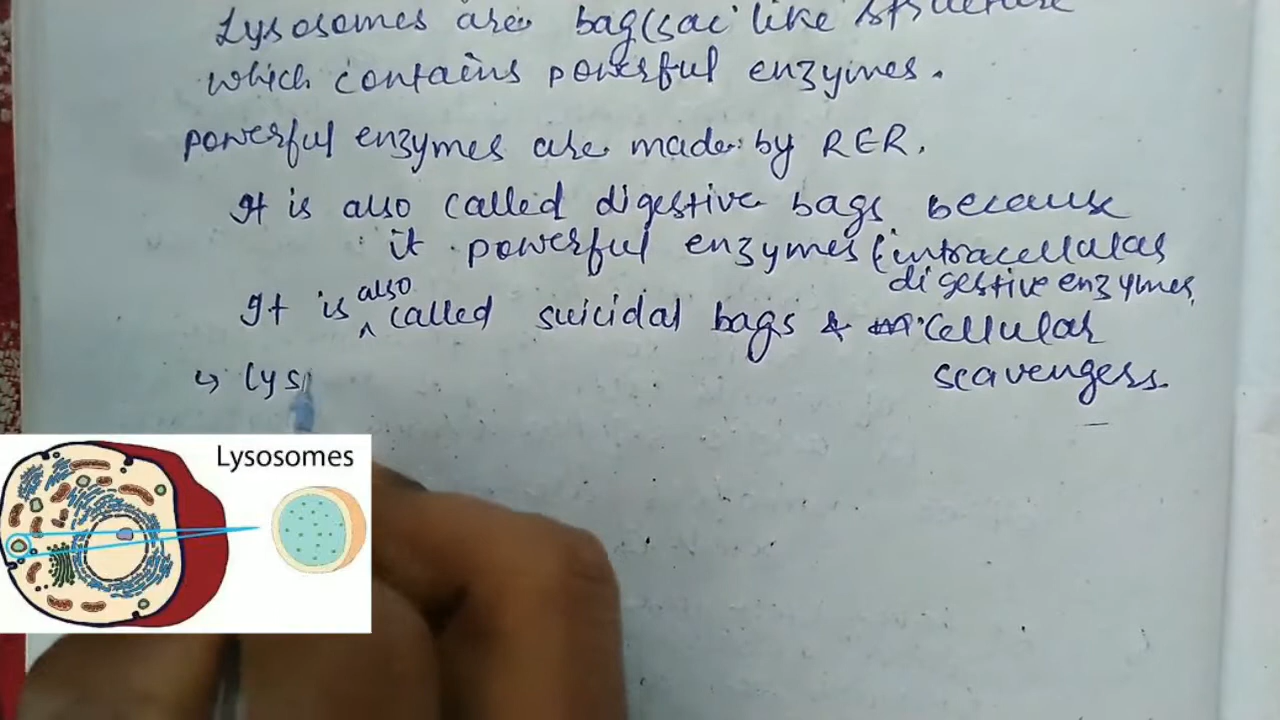 Lysosomes are bag(sac like structure
which contains powerful enzymes.
powerful enzymes are made by RER.
It is also called digestive bags because
it powerful enzymes (intracellular
digestive enzymes,
also
It is ^ called suicidal bags & cellular
scavengers.
↳ Lys
Lysosomes